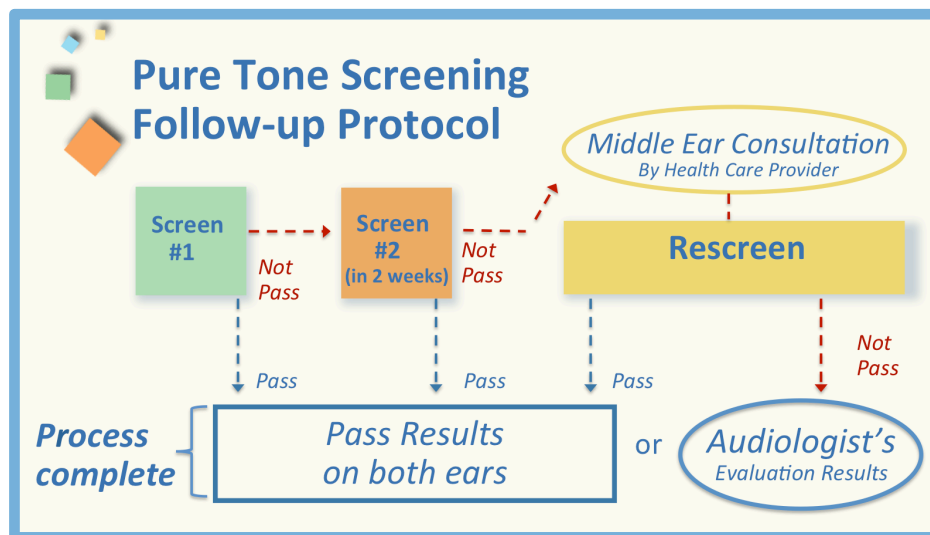 Pure Tone Screening
Follow-up Protocol
Middle Ear Consultation
By Health Care Provider
Screen
#1
Not
Pass
Screen
#2
(in 2 weeks)
Not
Pass
Rescreen
Not
Pass
Pass
Pass
Pass
Process
complete
Pass Results
on both ears
or
Audiologist's
Evaluation Results